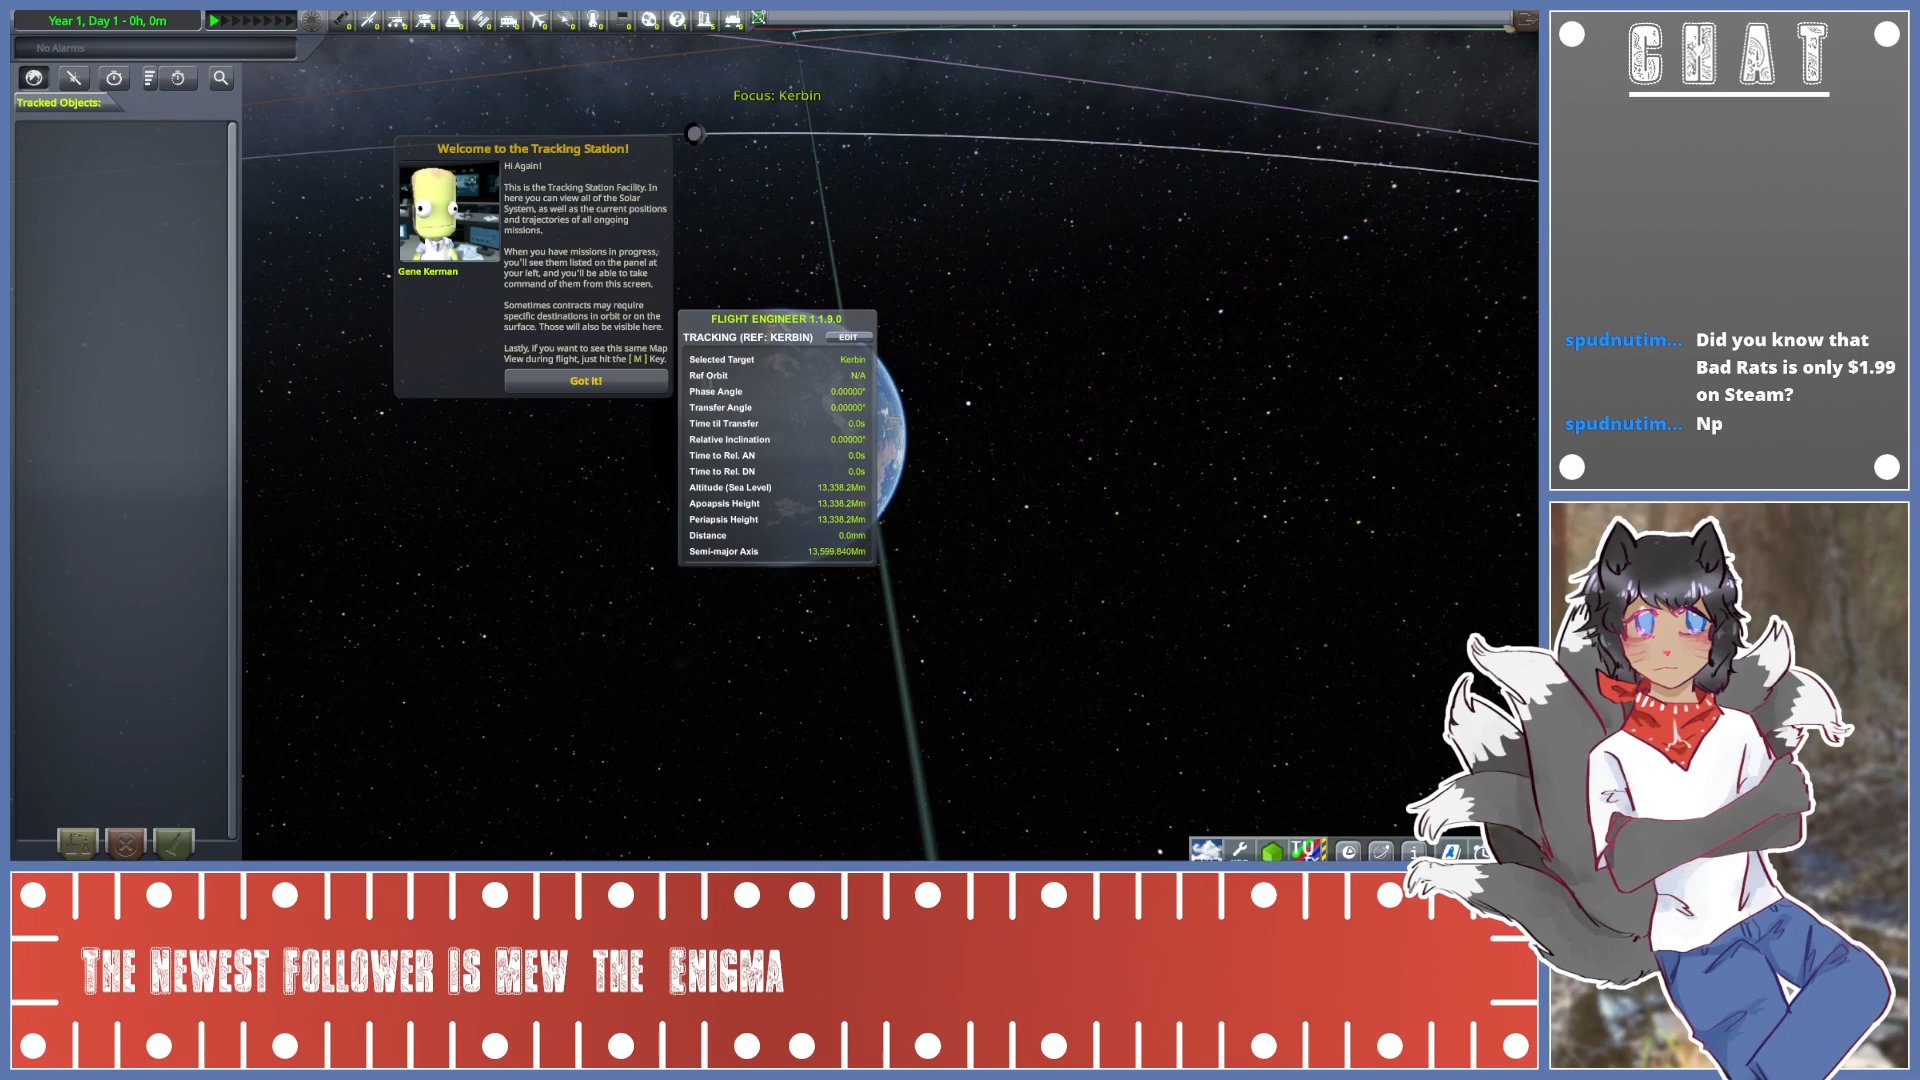 Year 1, Day 1 - 0h, 0m
No Alarms
Tracked Objects:
Focus: Kerbin
Welcome to the Tracking Station!
Hi Again!
This is the Tracking Station Facility. In
here you can view all of the Solar
System, as well as the current positions
and trajectories of all ongoing
missions.
When you have missions in progress,
you'll see them listed on the panel at
your left, and you'll be able to take
command of them from this screen.
Sometimes contracts may require
specific destinations in orbit or on the
surface. Those will also be visible here.
Lastly, if you want to see this same Map
View during flight, just hit the [ M ] Key.
Gene Kerman
Got it!
FLIGHT ENGINEER 1.1.9.0
TRACKING (REF: KERBIN) EDIT
Selected Target Kerbin
Ref Orbit N/A
Phase Angle 0.00000°
Transfer Angle 0.00000°
Time til Transfer 0.0s
Relative Inclination 0.00000°
Time to Rel. AN 0.0s
Time to Rel. DN 0.0s
Altitude (Sea Level) 13,338.2Mm
Apoapsis Height 13,338.2Mm
Periapsis Height 13,338.2Mm
Distance 0.0mm
Semi-major Axis 13,599.840Mm
CHAT
spudnutim... Did you know that
Bad Rats is only $1.99
on Steam?
spudnutim... Np
The Newest Follower Is Mew the Enigma